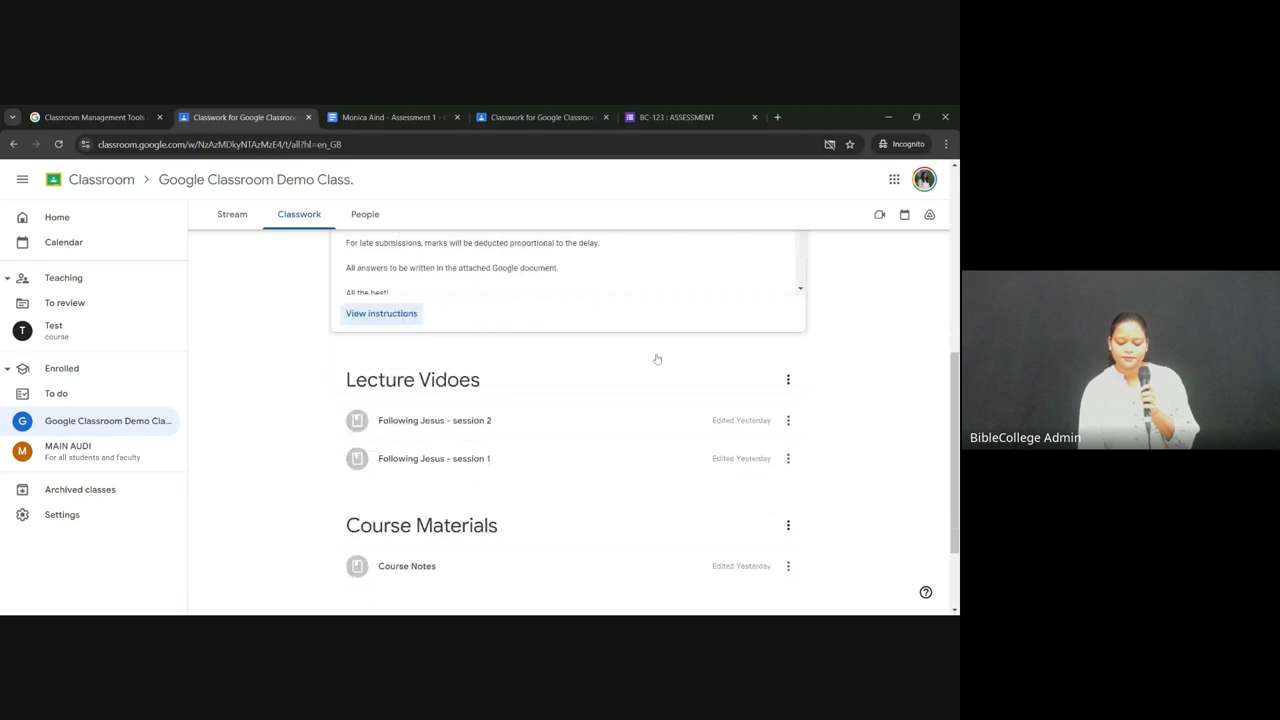 Classroom Management Tools
Classwork for Google Classroom
Monica Aind - Assessment 1 -
Classwork for Google Classroom
BC-123 : ASSESSMENT
classroom.google.com/w/NzAzMDkyNTAzMzE4/t/all?hl=en_GB
Incognito
Classroom > Google Classroom Demo Class.
Home
Calendar
Teaching
To review
T
Test
course
Enrolled
To do
G
Google Classroom Demo Cla...
M
MAIN AUDI
For all students and faculty
Archived classes
Settings
Stream
Classwork
People
For late submissions, marks will be deducted proportional to the delay.
All answers to be written in the attached Google document.
All the best!
View instructions
Lecture Vidoes
Following Jesus - session 2
Edited Yesterday
Following Jesus - session 1
Edited Yesterday
Course Materials
Course Notes
Edited Yesterday
BibleCollege Admin